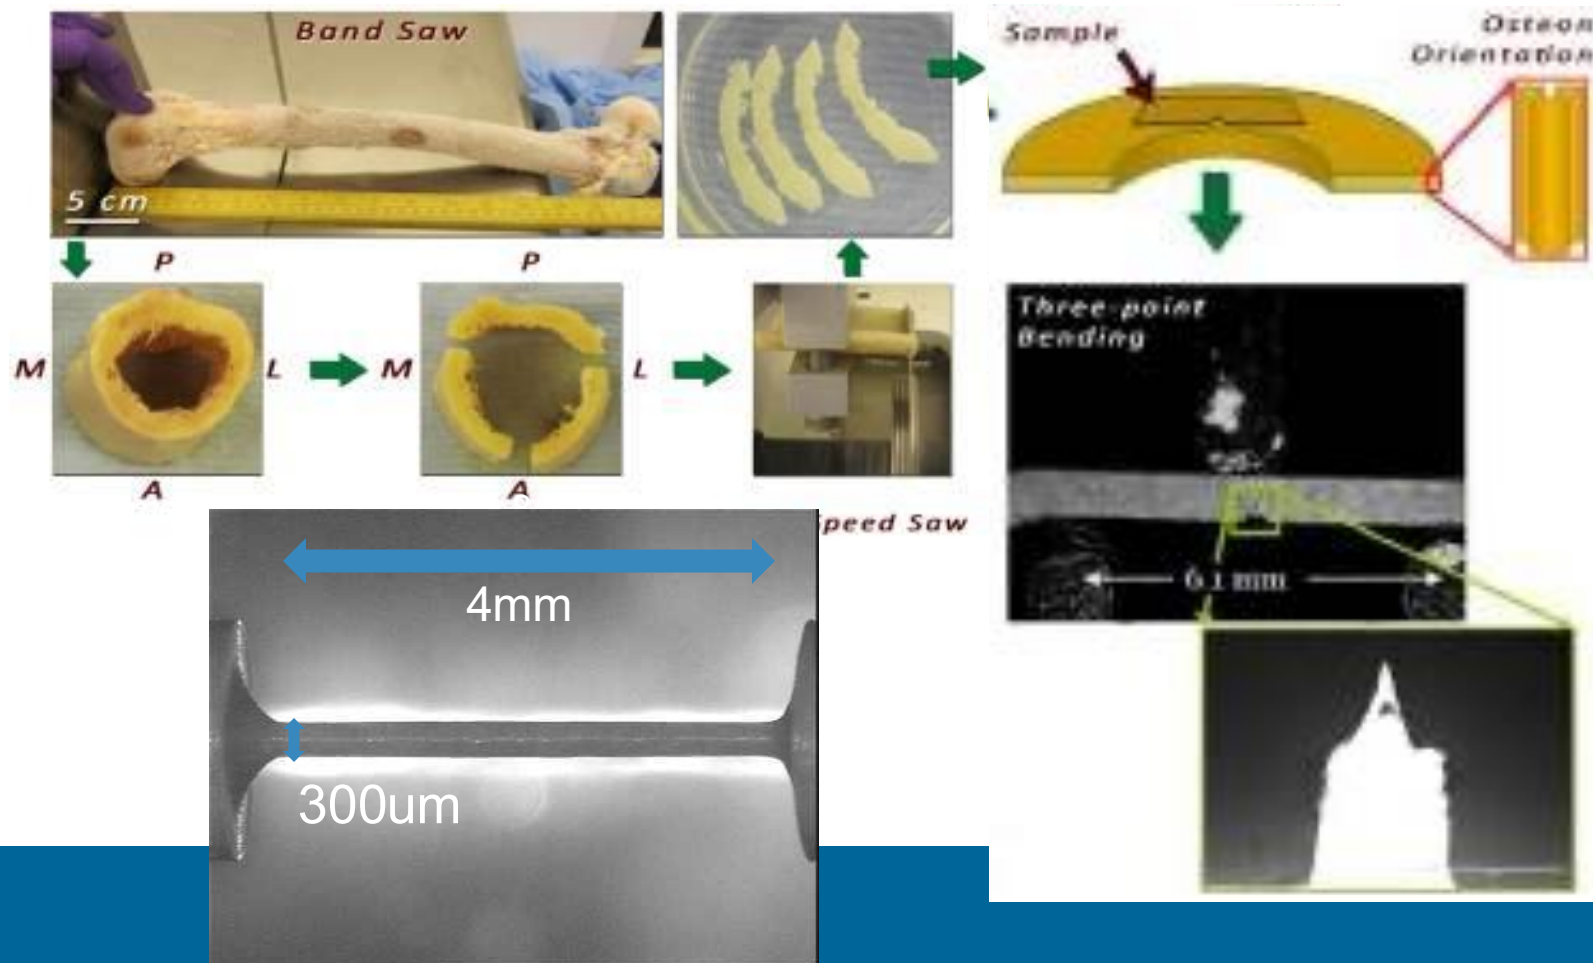 Band Saw
5 cm
Sample
Osteon
Orientation
P
M
L
A
P
M
L
A
peed Saw
Three-point
Bending
6.1 mm
4mm
300um